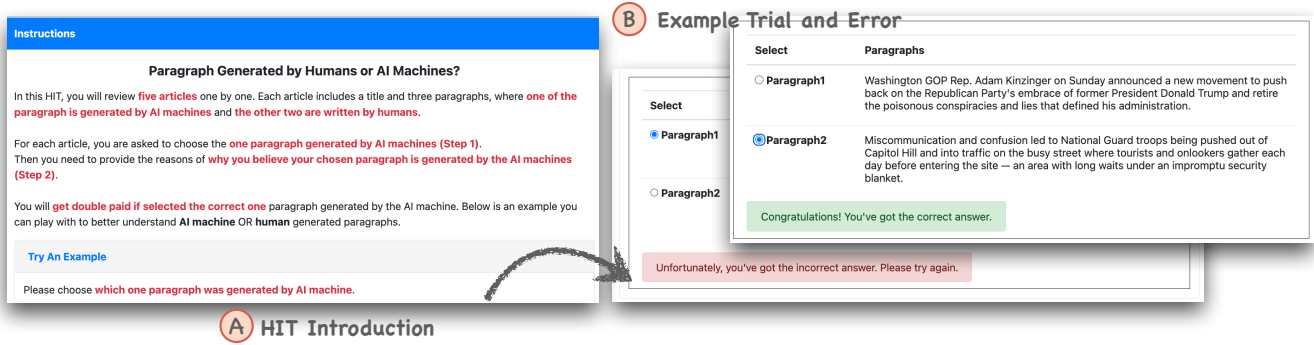 Instructions
Paragraph Generated by Humans or AI Machines?
In this HIT, you will review five articles one by one. Each article includes a title and three paragraphs, where one of the
paragraph is generated by AI machines and the other two are written by humans.
For each article, you are asked to choose the one paragraph generated by AI machines (Step 1).
Then you need to provide the reasons of why you believe your chosen paragraph is generated by the AI machines
(Step 2).
You will get double paid if selected the correct one paragraph generated by the AI machine. Below is an example you
can play with to better understand AI machine OR human generated paragraphs.
Try An Example
Please choose which one paragraph was generated by AI machine.
A HIT Introduction
B Example Trial and Error
Select
Paragraph1
Paragraph2
Unfortunately, you've got the incorrect answer. Please try again.
Select Paragraphs
Paragraph1 Washington GOP Rep. Adam Kinzinger on Sunday announced a new movement to push
back on the Republican Party's embrace of former President Donald Trump and retire
the poisonous conspiracies and lies that defined his administration.
Paragraph2 Miscommunication and confusion led to National Guard troops being pushed out of
Capitol Hill and into traffic on the busy street where tourists and onlookers gather each
day before entering the site — an area with long waits under an impromptu security
blanket.
Congratulations! You've got the correct answer.